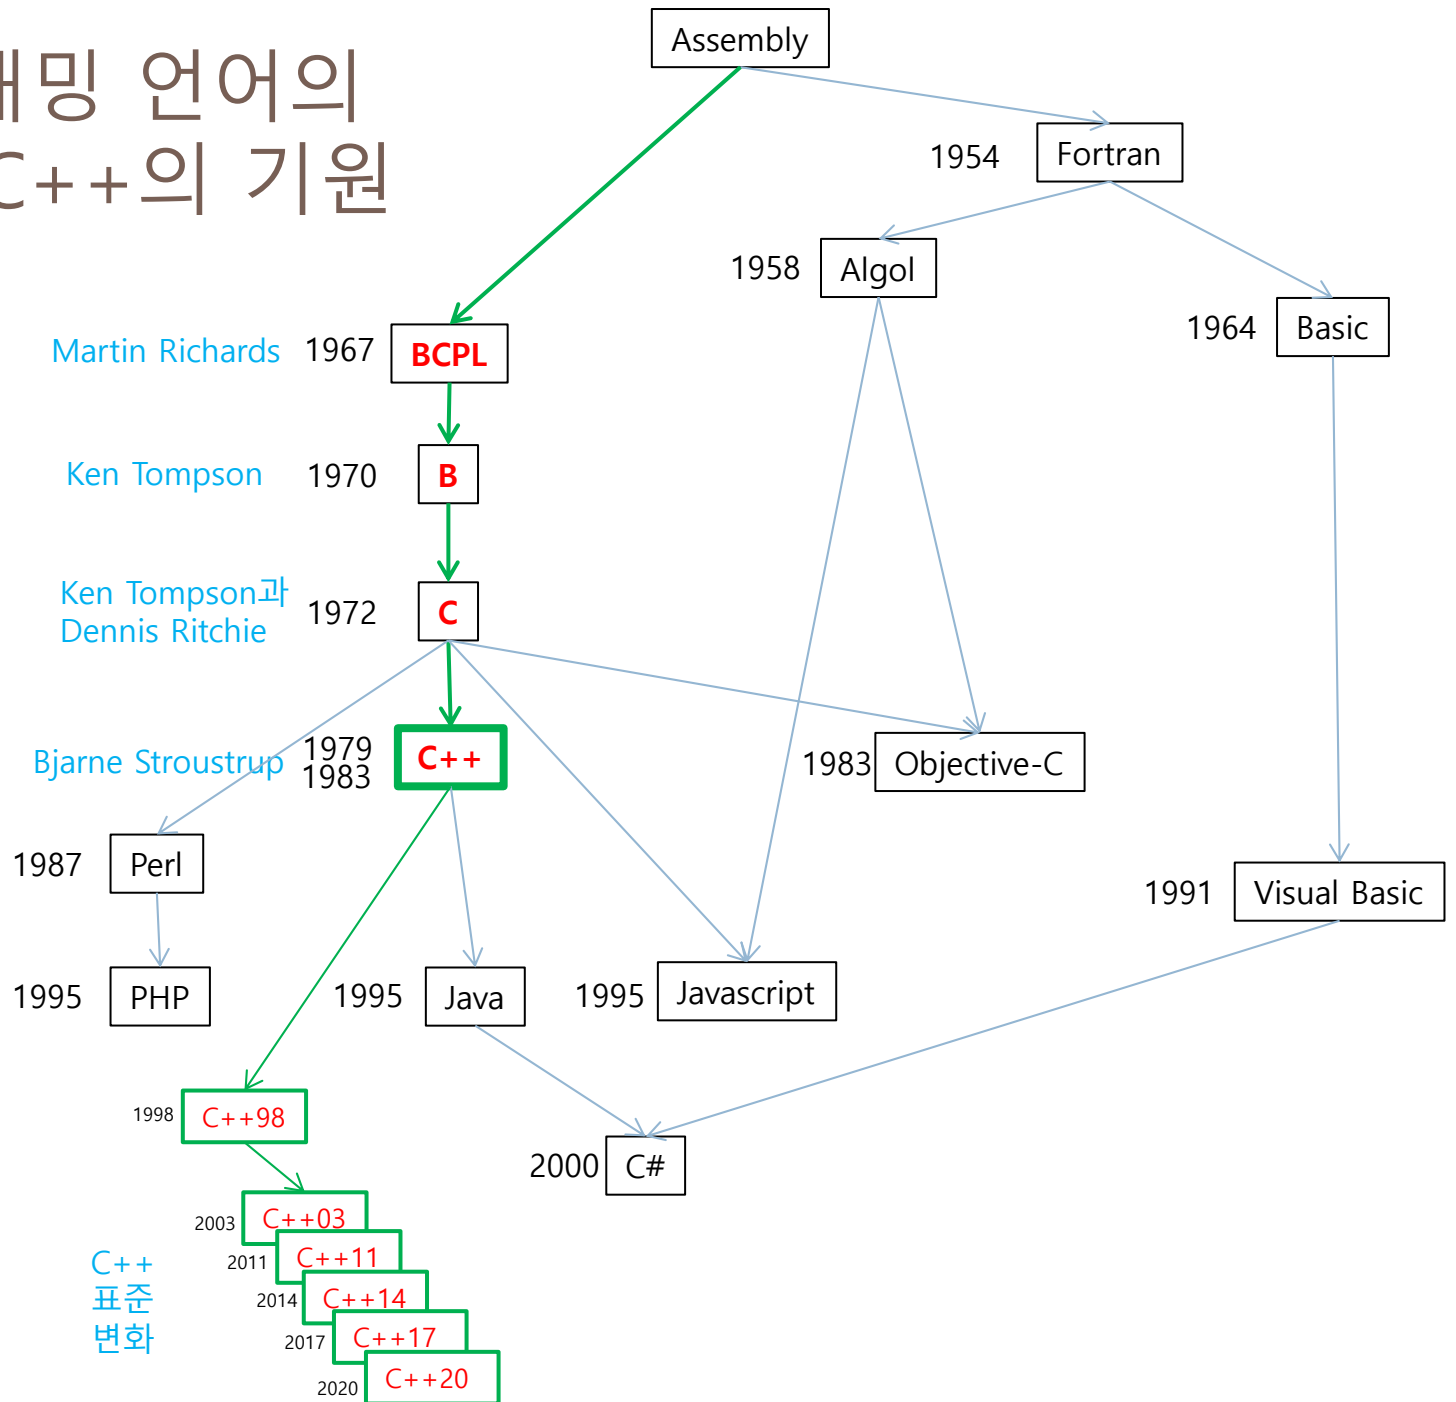 Assembly
래밍 언어의
C++의 기원
1954
Fortran
1958
Algol
1964
Basic
Martin Richards
1967
BCPL
Ken Tompson
1970
B
Ken Tompson과
Dennis Ritchie
1972
C
Bjarne Stroustrup
1979
1983
C++
1983
Objective-C
1987
Perl
1991
Visual Basic
1995
PHP
1995
Java
1995
Javascript
1998
C++98
2000
C#
2003
C++03
2011
C++11
2014
C++14
2017
C++17
2020
C++20
C++
표준
변화